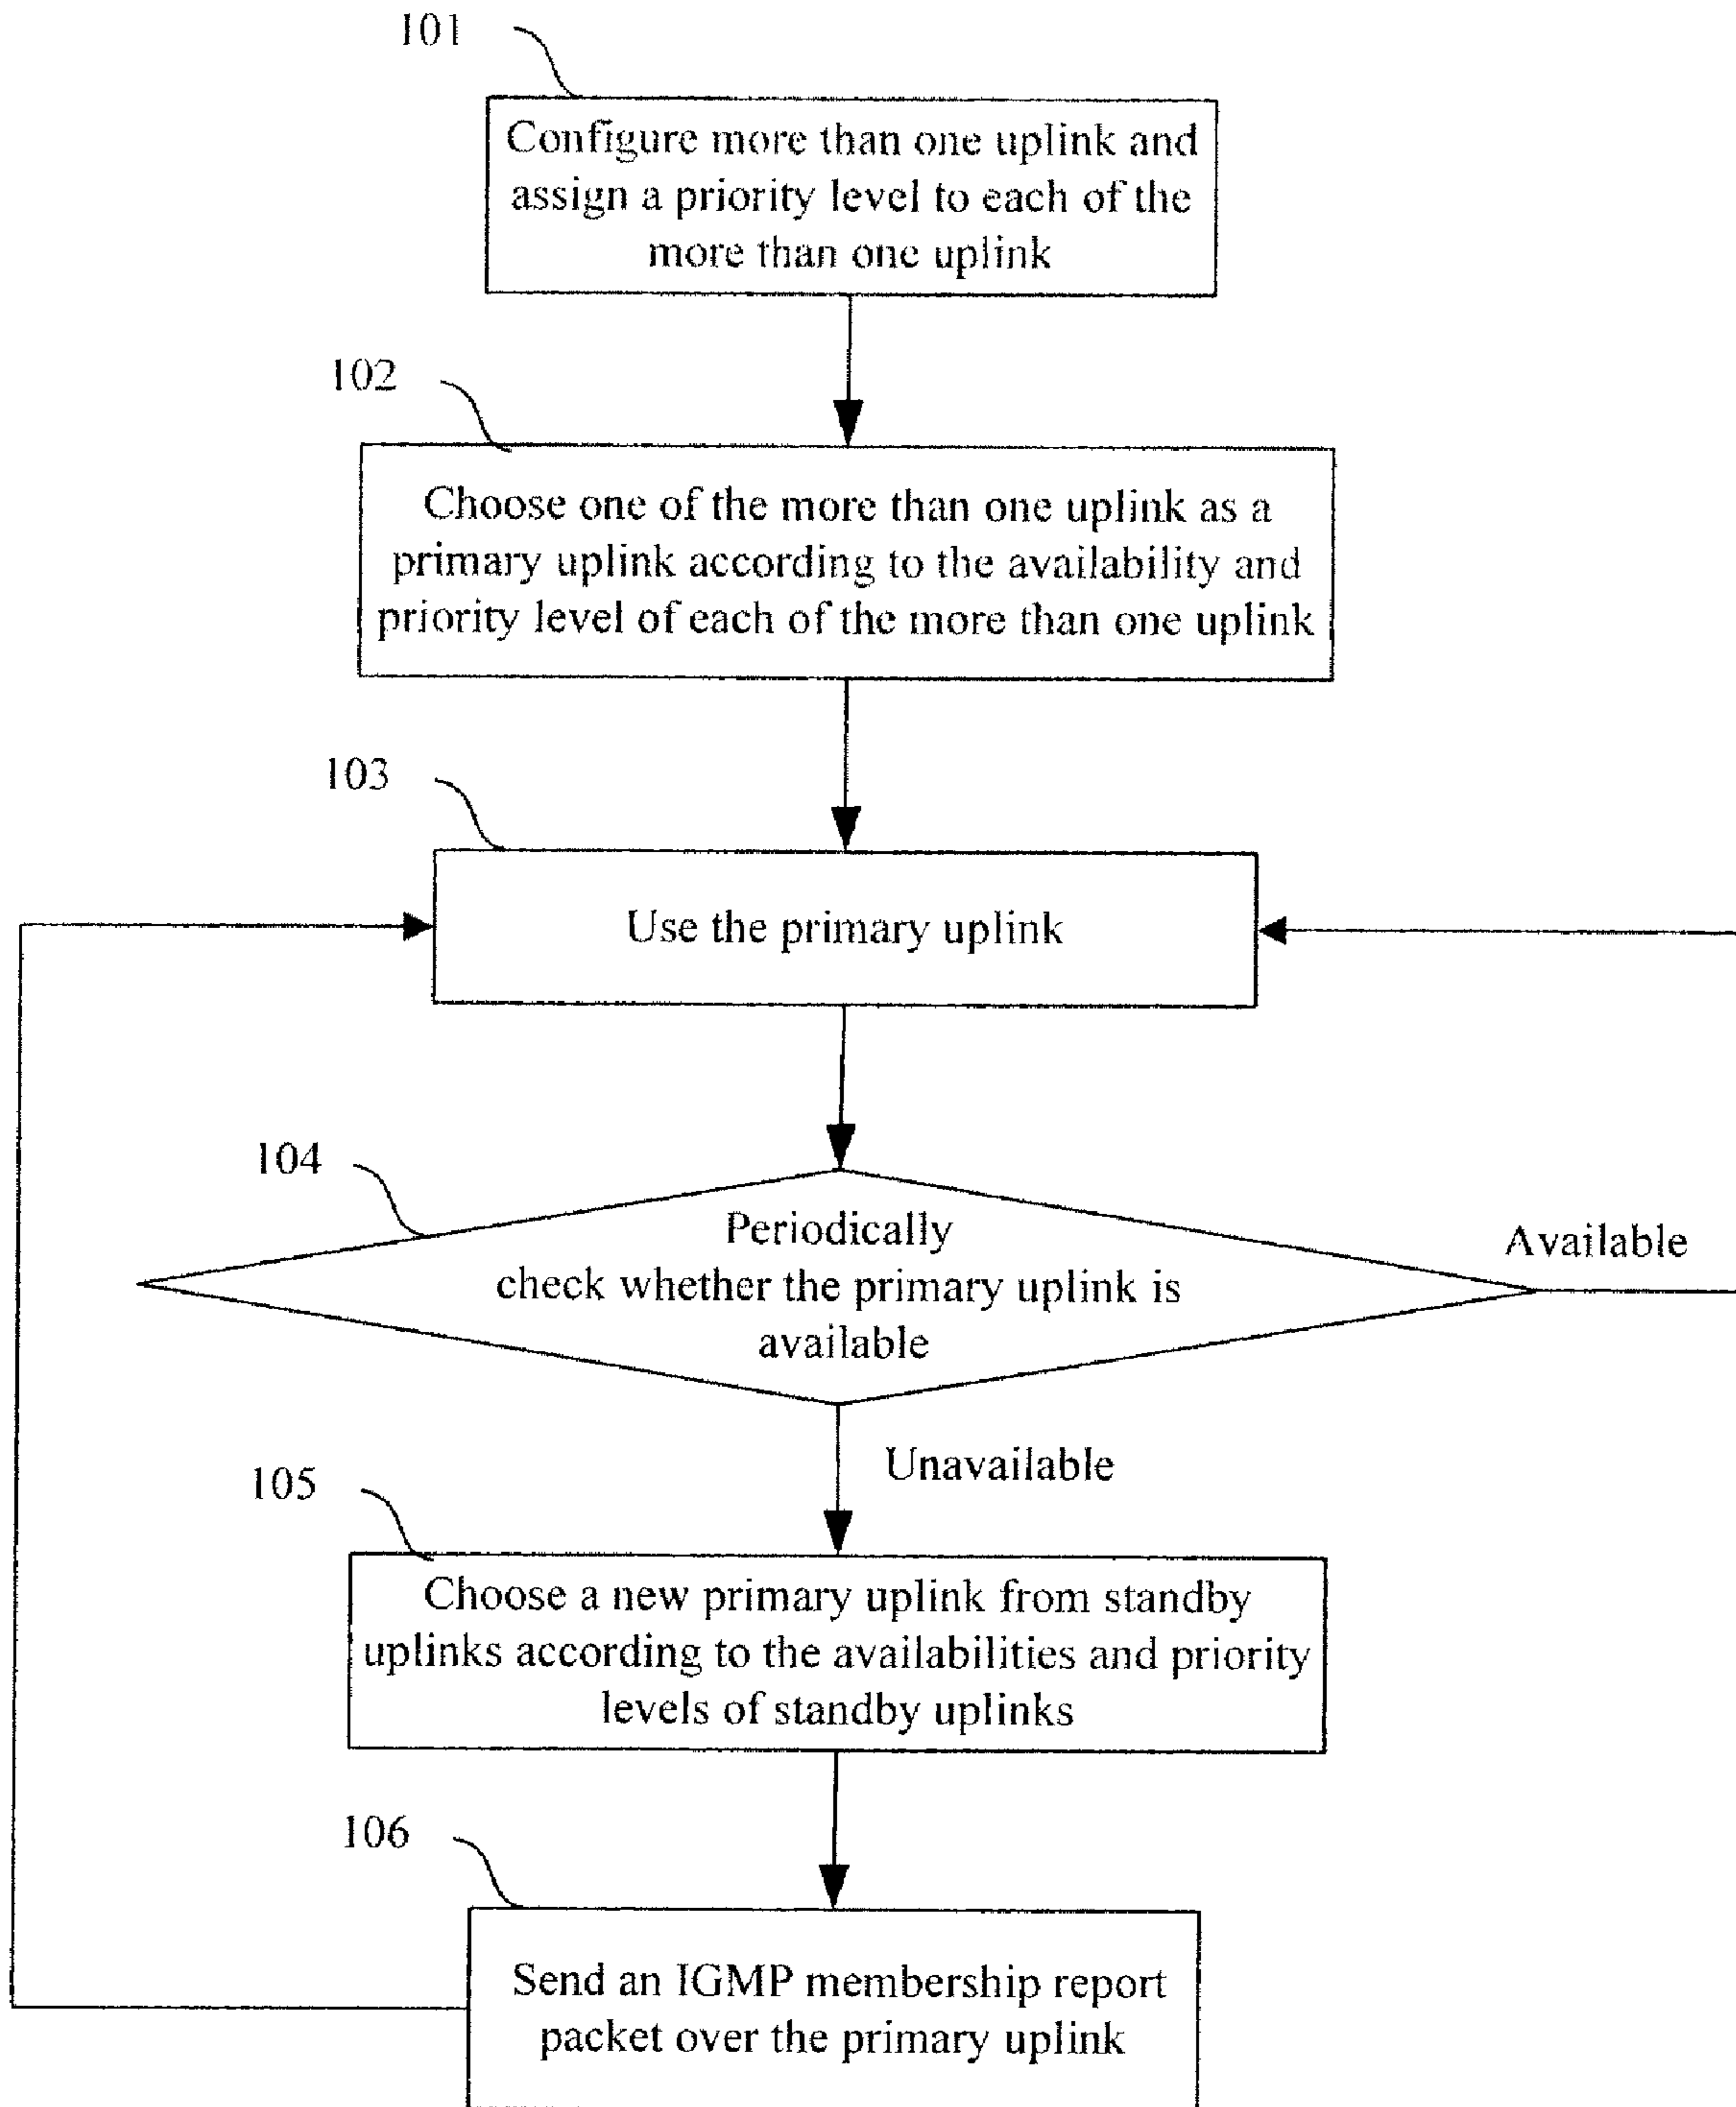 101
Configure more than one uplink and
assign a priority level to each of the
more than one uplink
102
Choose one of the more than one uplink as a
primary uplink according to the availability and
priority level of each of the more than one uplink
103
Use the primary uplink
104
Periodically
check whether the primary uplink is
available
Available
Unavailable
105
Choose a new primary uplink from standby
uplinks according to the availabilities and priority
levels of standby uplinks
106
Send an IGMP membership report
packet over the primary uplink